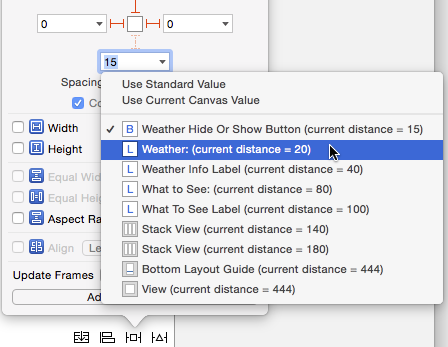 0
0
15
Spacing
Co
Use Standard Value
Use Current Canvas Value
✓ B Weather Hide Or Show Button (current distance = 15)
L Weather: (current distance = 20)
L Weather Info Label (current distance = 40)
L What to See: (current distance = 80)
L What To See Label (current distance = 100)
Stack View (current distance = 140)
Stack View (current distance = 180)
Bottom Layout Guide (current distance = 444)
View (current distance = 444)
Width
Height
Equal Widt
Equal Heig
Aspect Ra
Align Le
Update Frames
Ad